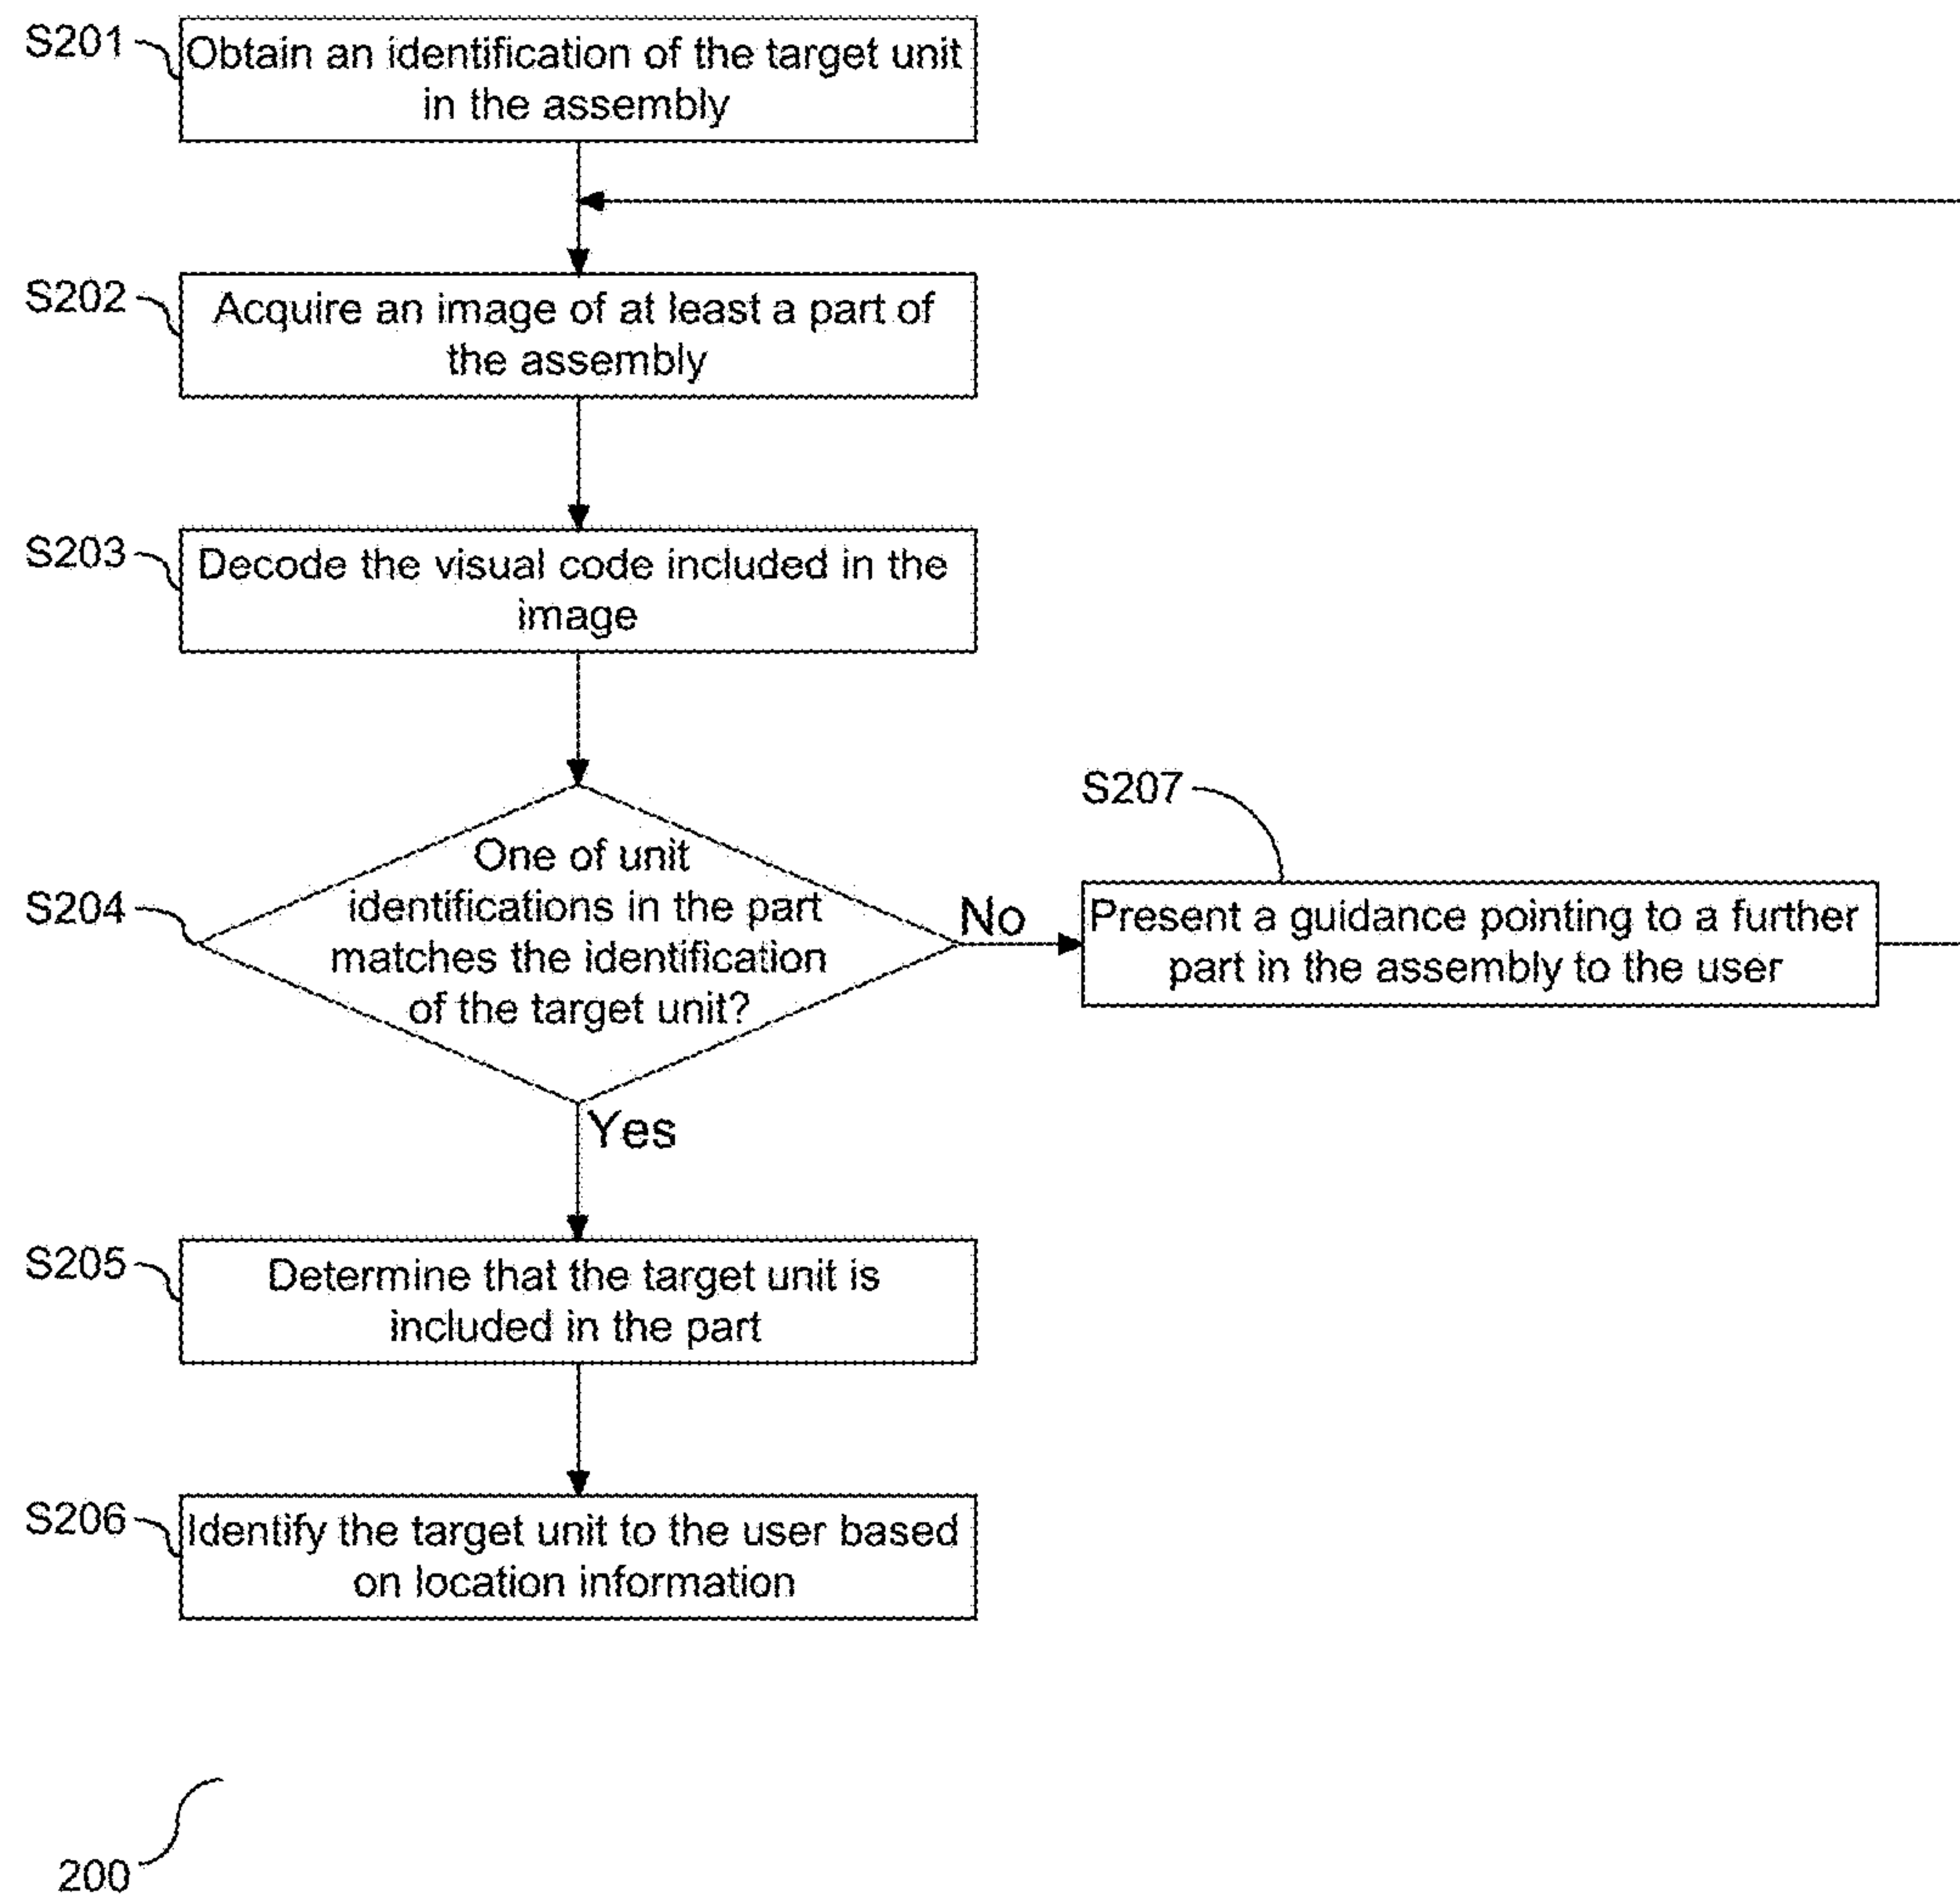 S201
Obtain an identification of the target unit
in the assembly
S202
Acquire an image of at least a part of
the assembly
S203
Decode the visual code included in the
image
S204
One of unit
identifications in the part
matches the identification
of the target unit?
No
S207
Present a guidance pointing to a further
part in the assembly to the user
Yes
S205
Determine that the target unit is
included in the part
S206
Identify the target unit to the user based
on location information
200